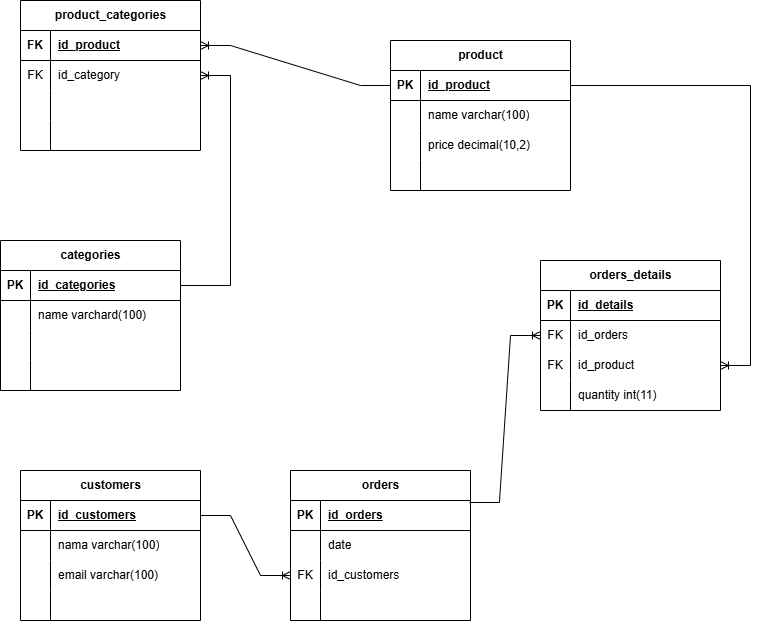 product_categories
FK id_product
FK id_category
product
PK id_product
name varchar(100)
price decimal(10,2)
categories
PK id_categories
name varchard(100)
orders_details
PK id_details
FK id_orders
FK id_product
quantity int(11)
customers
PK id_customers
nama varchar(100)
email varchar(100)
orders
PK id_orders
date
FK id_customers